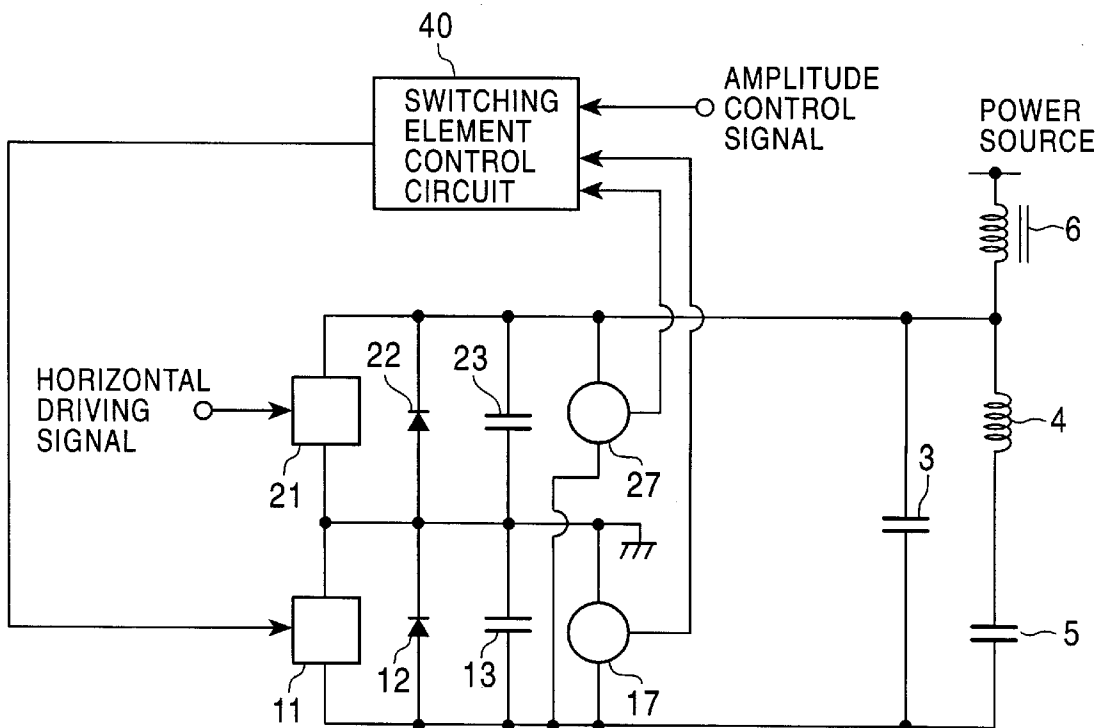 40
SWITCHING
ELEMENT
CONTROL
CIRCUIT
AMPLITUDE
CONTROL
SIGNAL
POWER
SOURCE
6
HORIZONTAL
DRIVING
SIGNAL
21
22
23
27
3
4
11
12
13
17
5